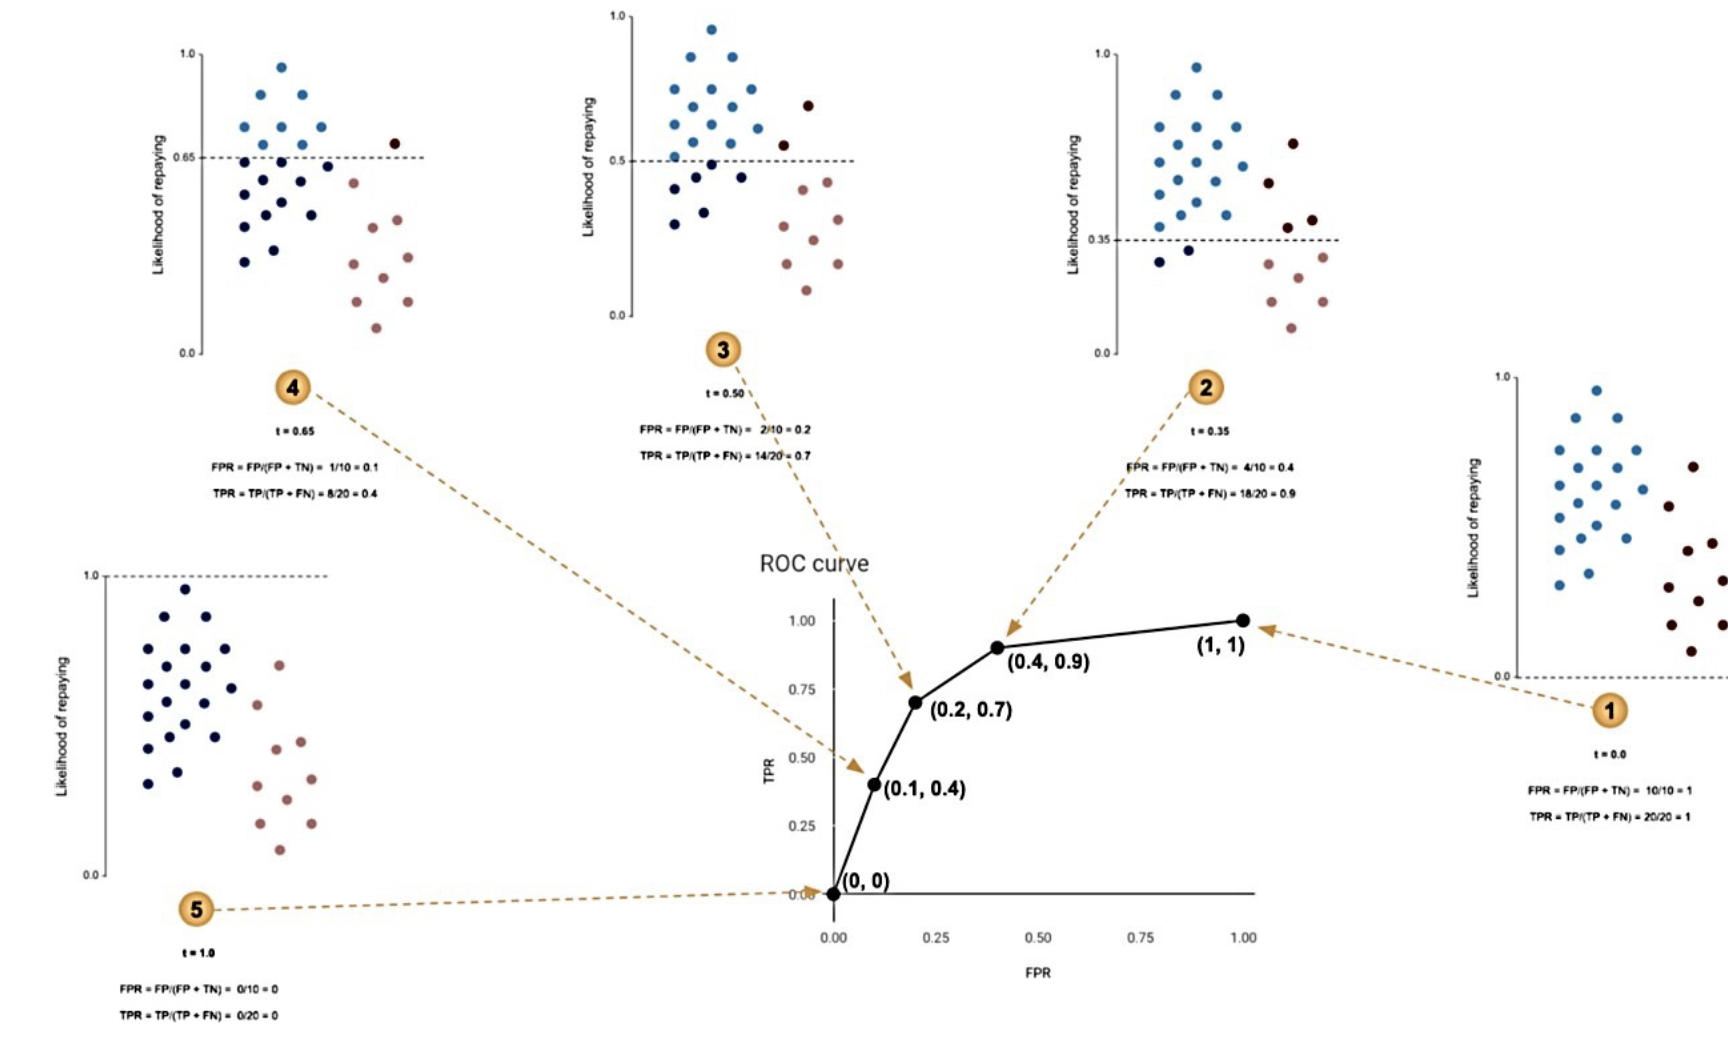 1.0
Likelihood of repaying
0.65
0.0
4
t = 0.65
FPR = FP/(FP + TN) = 1/10 = 0.1
TPR = TP/(TP + FN) = 8/20 = 0.4
1.0
Likelihood of repaying
0.5
0.0
3
t = 0.50
FPR = FP/(FP + TN) = 2/10 = 0.2
TPR = TP/(TP + FN) = 14/20 = 0.7
1.0
Likelihood of repaying
0.35
0.0
2
t = 0.35
FPR = FP/(FP + TN) = 4/10 = 0.4
TPR = TP/(TP + FN) = 18/20 = 0.9
1.0
Likelihood of repaying
0.0
1
t = 0.0
FPR = FP/(FP + TN) = 10/10 = 1
TPR = TP/(TP + FN) = 20/20 = 1
1.0
Likelihood of repaying
0.0
5
t = 1.0
FPR = FP/(FP + TN) = 0/10 = 0
TPR = TP/(TP + FN) = 0/20 = 0
ROC curve
1.00
0.75
0.50
0.25
0.00
TPR
(1, 1)
(0.4, 0.9)
(0.2, 0.7)
(0.1, 0.4)
(0, 0)
0.00 0.25 0.50 0.75 1.00
FPR